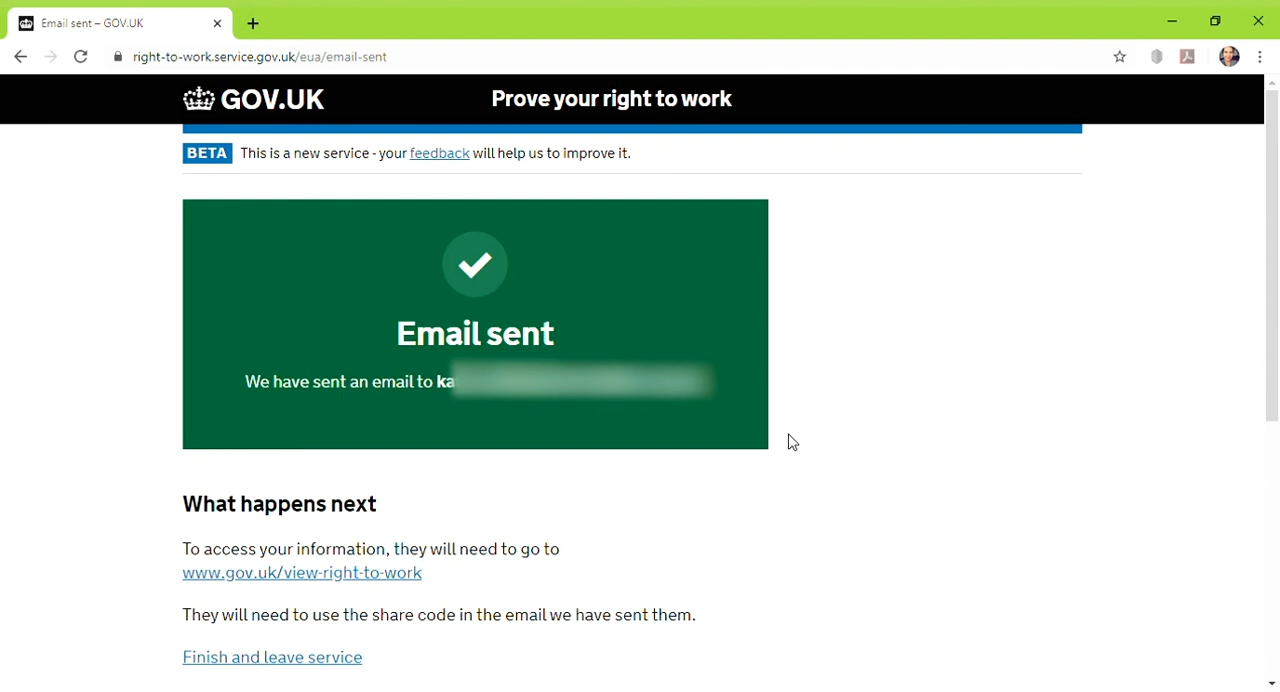 Email sent – GOV.UK
right-to-work.service.gov.uk/eua/email-sent
GOV.UK Prove your right to work
BETA This is a new service - your feedback will help us to improve it.
Email sent
We have sent an email to
What happens next
To access your information, they will need to go to
www.gov.uk/view-right-to-work
They will need to use the share code in the email we have sent them.
Finish and leave service